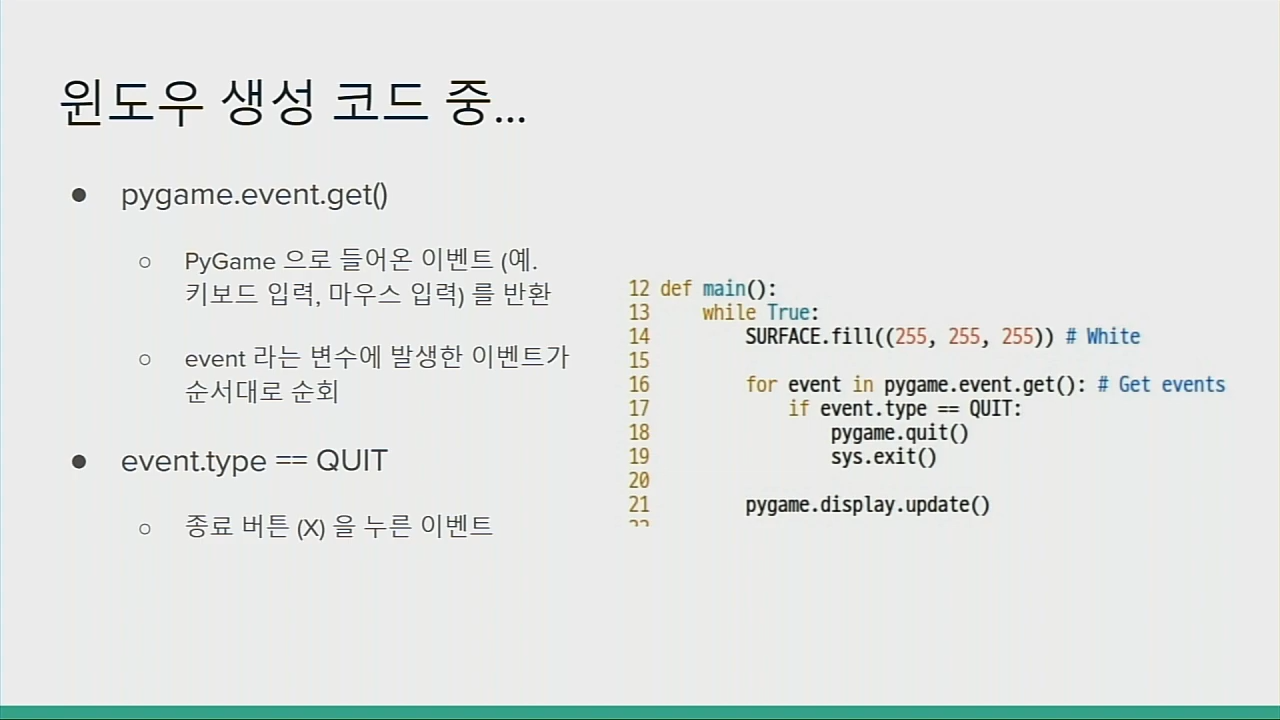 윈도우 생성 코드 중...
● pygame.event.get()
○ PyGame 으로 들어온 이벤트 (예.
키보드 입력, 마우스 입력) 를 반환
○ event 라는 변수에 발생한 이벤트가
순서대로 순회
● event.type == QUIT
○ 종료 버튼 (X) 을 누른 이벤트
12 def main():
13     while True:
14         SURFACE.fill((255, 255, 255)) # White
15
16         for event in pygame.event.get(): # Get events
17             if event.type == QUIT:
18                 pygame.quit()
19                 sys.exit()
20
21         pygame.display.update()